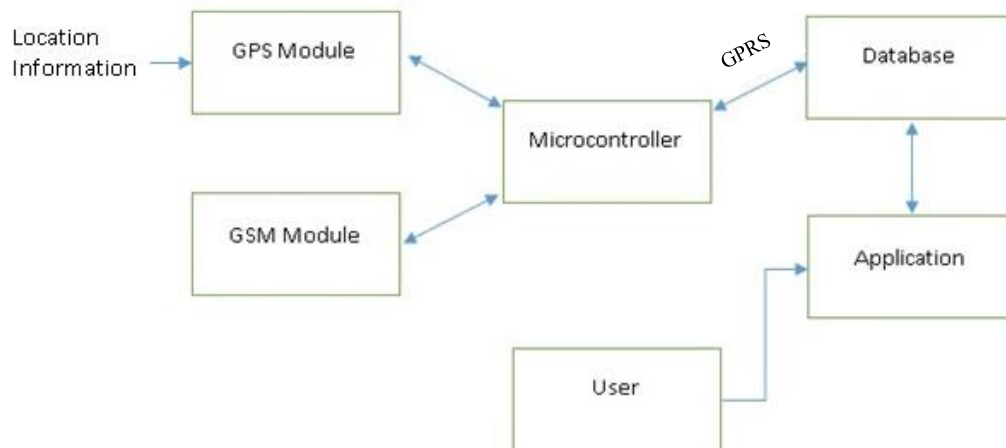 Location
Information
GPS Module
GPRS
Database
Microcontroller
GSM Module
Application
User